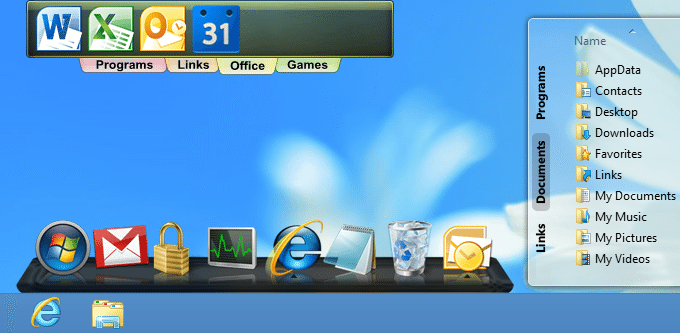 W X O 31
Programs Links Office Games
Name
AppData
Contacts
Desktop
Downloads
Favorites
Links
My Documents
My Music
My Pictures
My Videos
Programs
Documents
Links